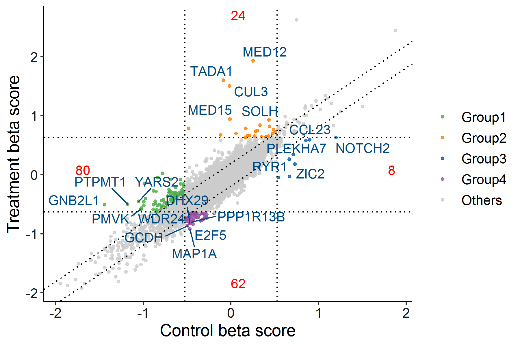 24
MED12
TADA1
CUL3
MED15
SOLH
CCL23
PLEKHA7
NOTCH2
RYR1
ZIC2
80
8
PTPMT1
YARS2
GNB2L1
DHX29
PMVK
WDR24
PPP1R13B
GCDH
E2F5
MAP1A
62
Treatment beta score
2
1
0
-1
-2
-2
-1
0
1
2
Control beta score
Group1
Group2
Group3
Group4
Others